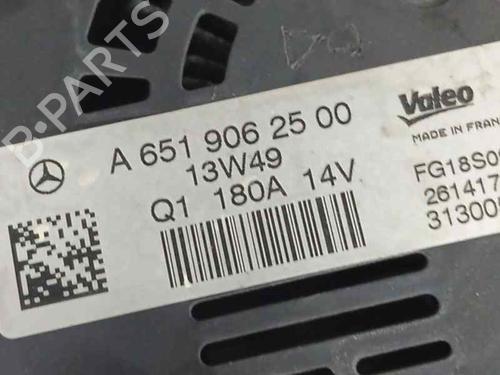 B-PARTS
A 651 906 25 00
13W49
Q1 180A 14V
Valeo
MADE IN FRANCE
FG18S0
261417
31300